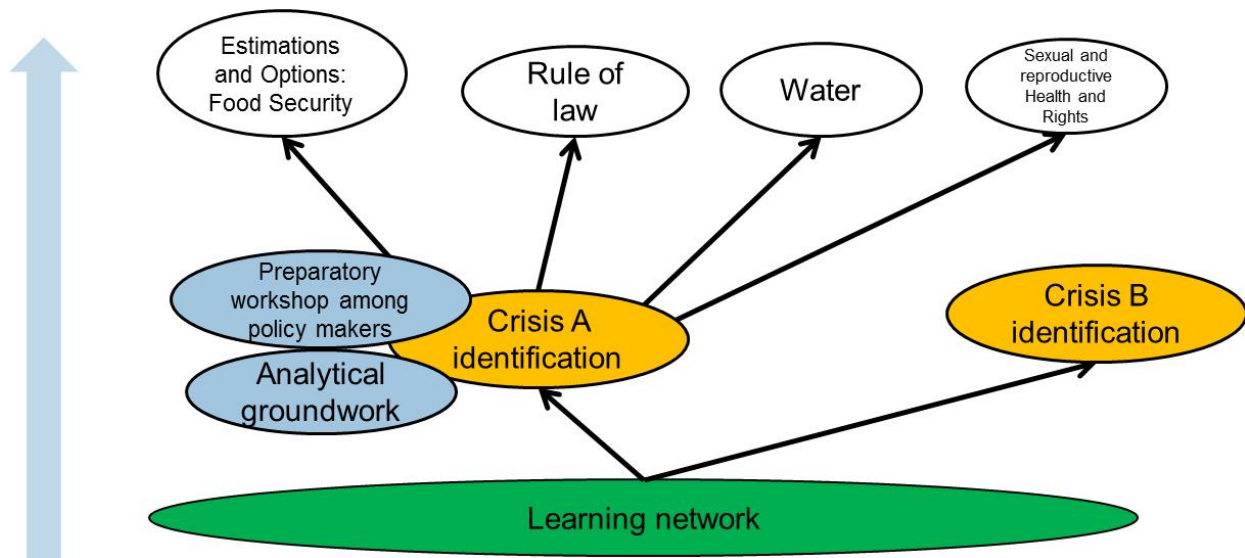 Estimations
and Options:
Food Security
Rule of
law
Water
Sexual and
reproductive
Health and
Rights
Preparatory
workshop among
policy makers
Crisis A
identification
Crisis B
identification
Analytical
groundwork
Learning network